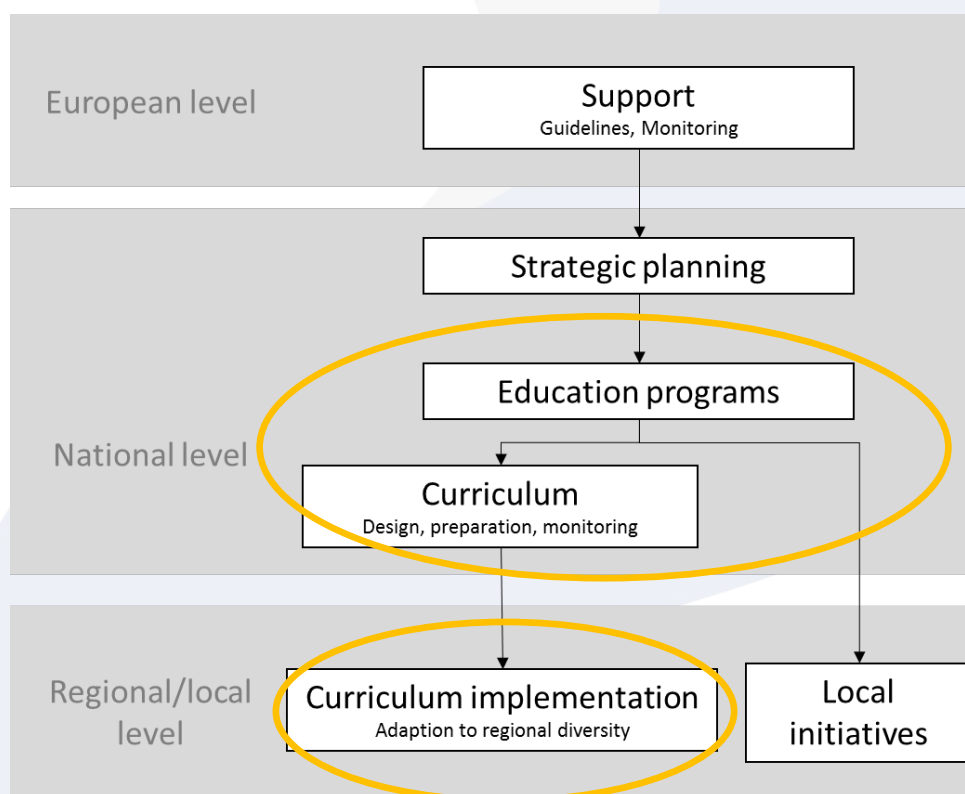 European level
Support
Guidelines, Monitoring
Strategic planning
Education programs
National level
Curriculum
Design, preparation, monitoring
Regional/local
level
Curriculum implementation
Adaption to regional diversity
Local
initiatives